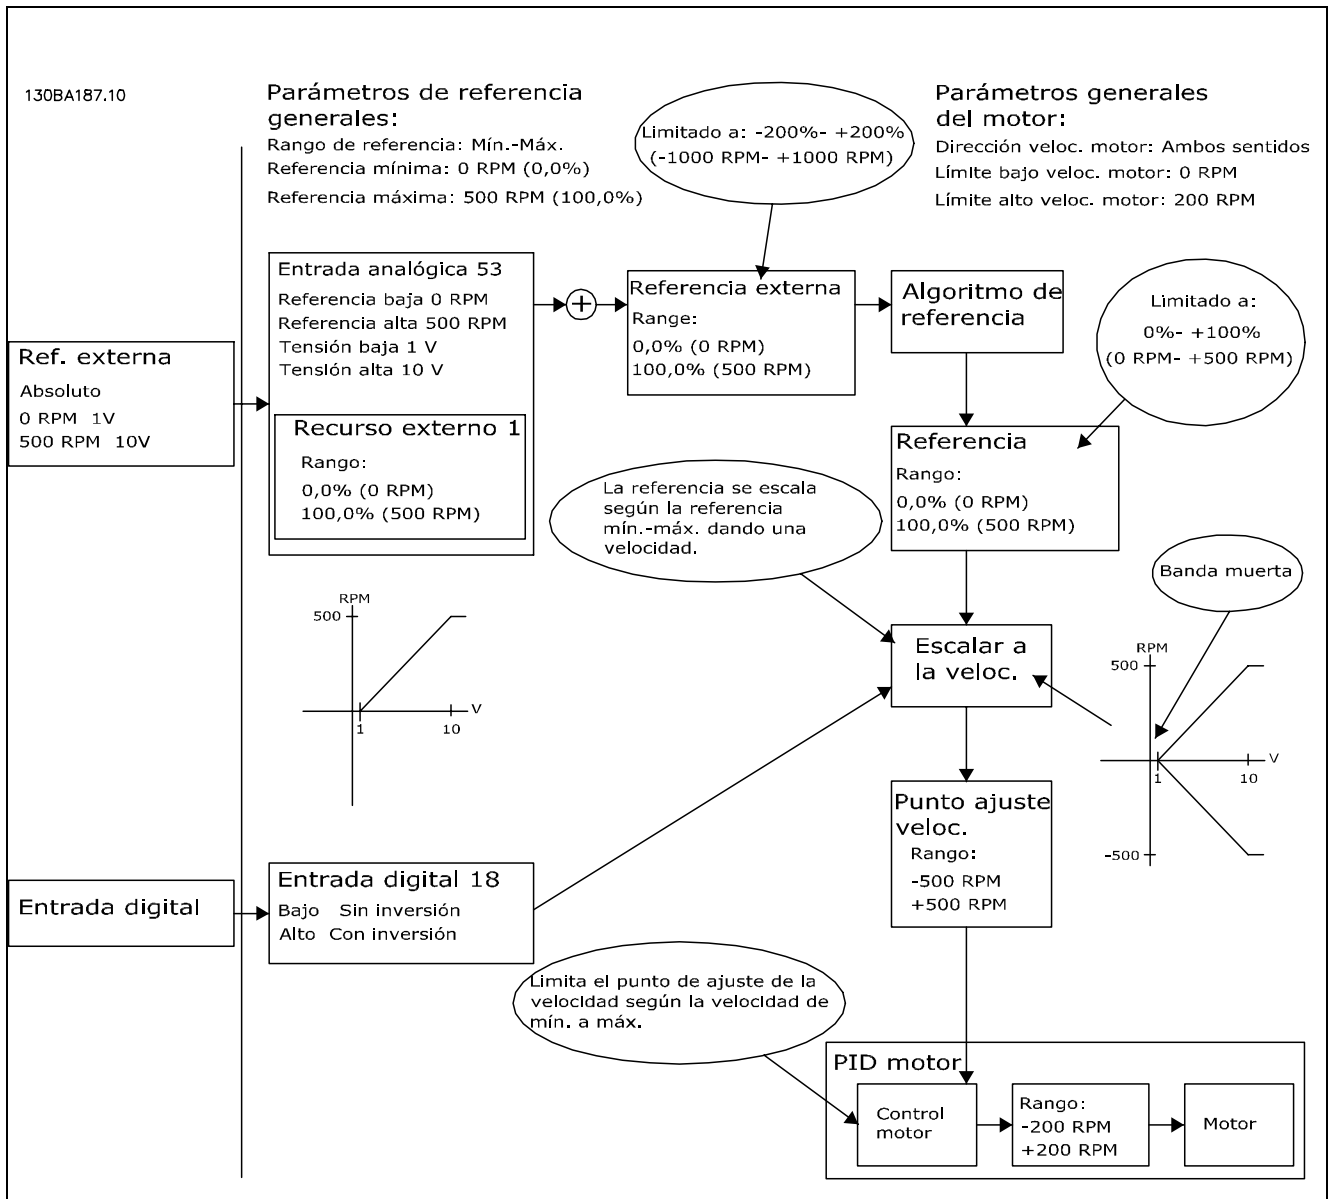 130BA187.10
Parámetros de referencia
generales:
Rango de referencia: Mín.-Máx.
Referencia mínima: 0 RPM (0,0%)
Referencia máxima: 500 RPM (100,0%)
Limitado a: -200%- +200%
(-1000 RPM- +1000 RPM)
Parámetros generales
del motor:
Dirección veloc. motor: Ambos sentidos
Límite bajo veloc. motor: 0 RPM
Límite alto veloc. motor: 200 RPM
Ref. externa
Absoluto
0 RPM 1V
500 RPM 10V
Entrada analógica 53
Referencia baja 0 RPM
Referencia alta 500 RPM
Tensión baja 1 V
Tensión alta 10 V
Recurso externo 1
Rango:
0,0% (0 RPM)
100,0% (500 RPM)
+
Referencia externa
Range:
0,0% (0 RPM)
100,0% (500 RPM)
Algoritmo de
referencia
Limitado a:
0%- +100%
(0 RPM- +500 RPM)
Referencia
Rango:
0,0% (0 RPM)
100,0% (500 RPM)
La referencia se escala
según la referencia
mín.-máx. dando una
velocidad.
Banda muerta
RPM
500
V
1
10
Escalar a
la veloc.
RPM
500
V
1
10
-500
Punto ajuste
veloc.
Rango:
-500 RPM
+500 RPM
Entrada digital
Entrada digital 18
Bajo Sin inversión
Alto Con inversión
Limita el punto de ajuste de la
velocidad según la velocidad de
mín. a máx.
PID motor
Control
motor
Rango:
-200 RPM
+200 RPM
Motor